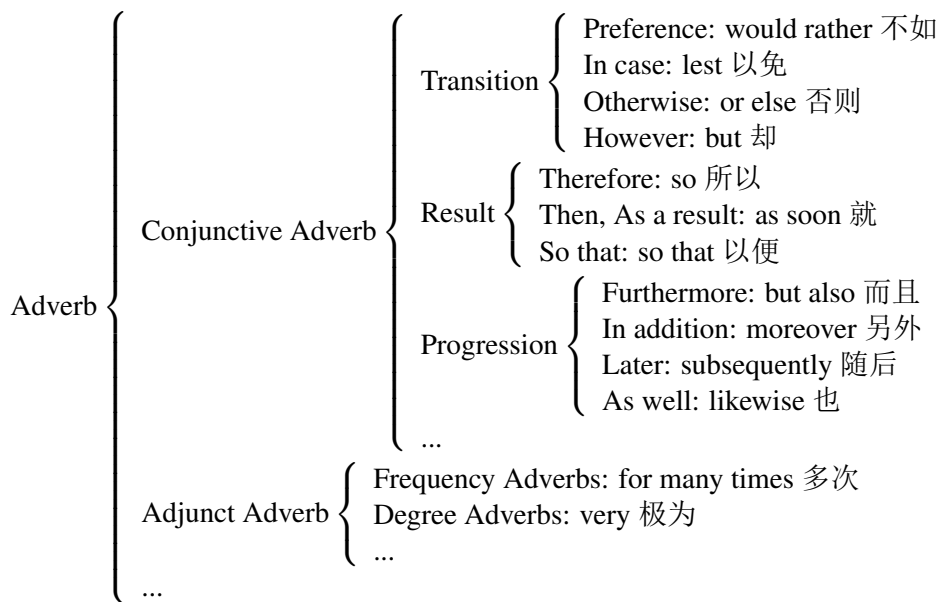 Adverb
Conjunctive Adverb
Transition
Preference: would rather 不如
In case: lest 以免
Otherwise: or else 否则
However: but 却
Result
Therefore: so 所以
Then, As a result: as soon 就
So that: so that 以便
Progression
Furthermore: but also 而且
In addition: moreover 另外
Later: subsequently 随后
As well: likewise 也
...
Adjunct Adverb
Frequency Adverbs: for many times 多次
Degree Adverbs: very 极为
...
...